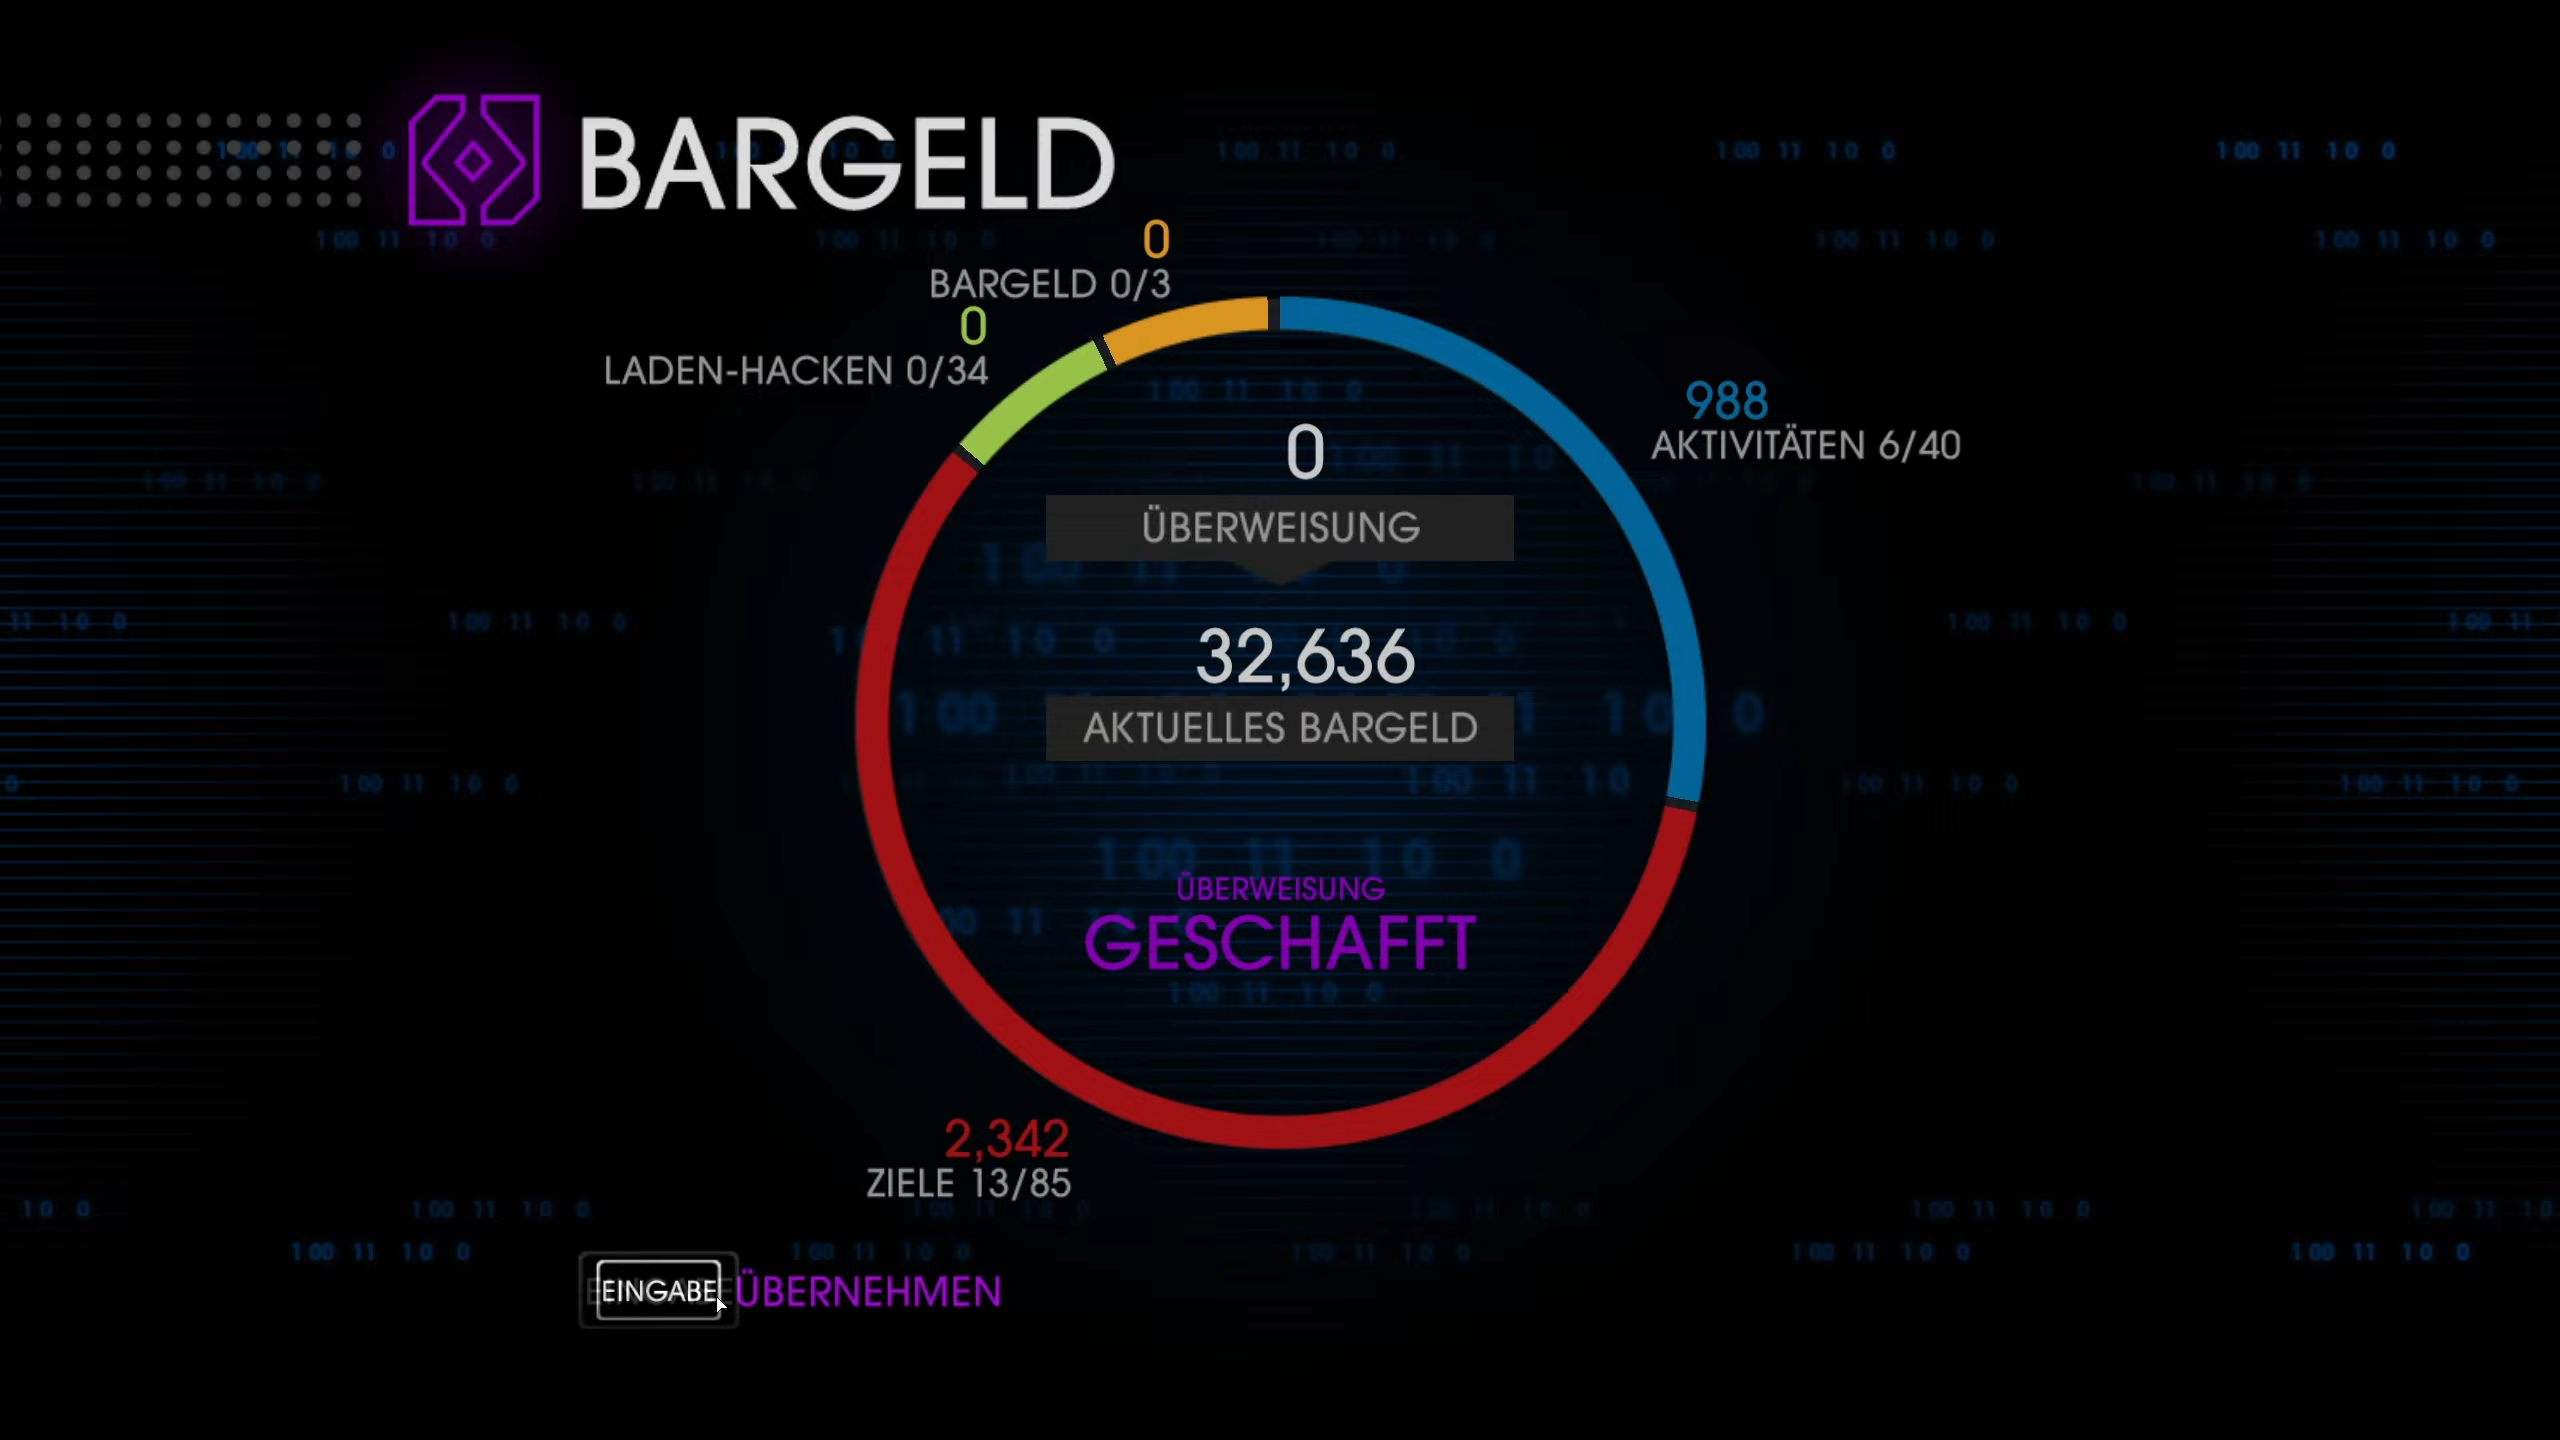 BARGELD
0
BARGELD 0/3
0
LADEN-HACKEN 0/34
988
AKTIVITÄTEN 6/40
0
ÜBERWEISUNG
32,636
AKTUELLES BARGELD
ÜBERWEISUNG
GESCHAFFT
2,342
ZIELE 13/85
EINGABE ÜBERNEHMEN